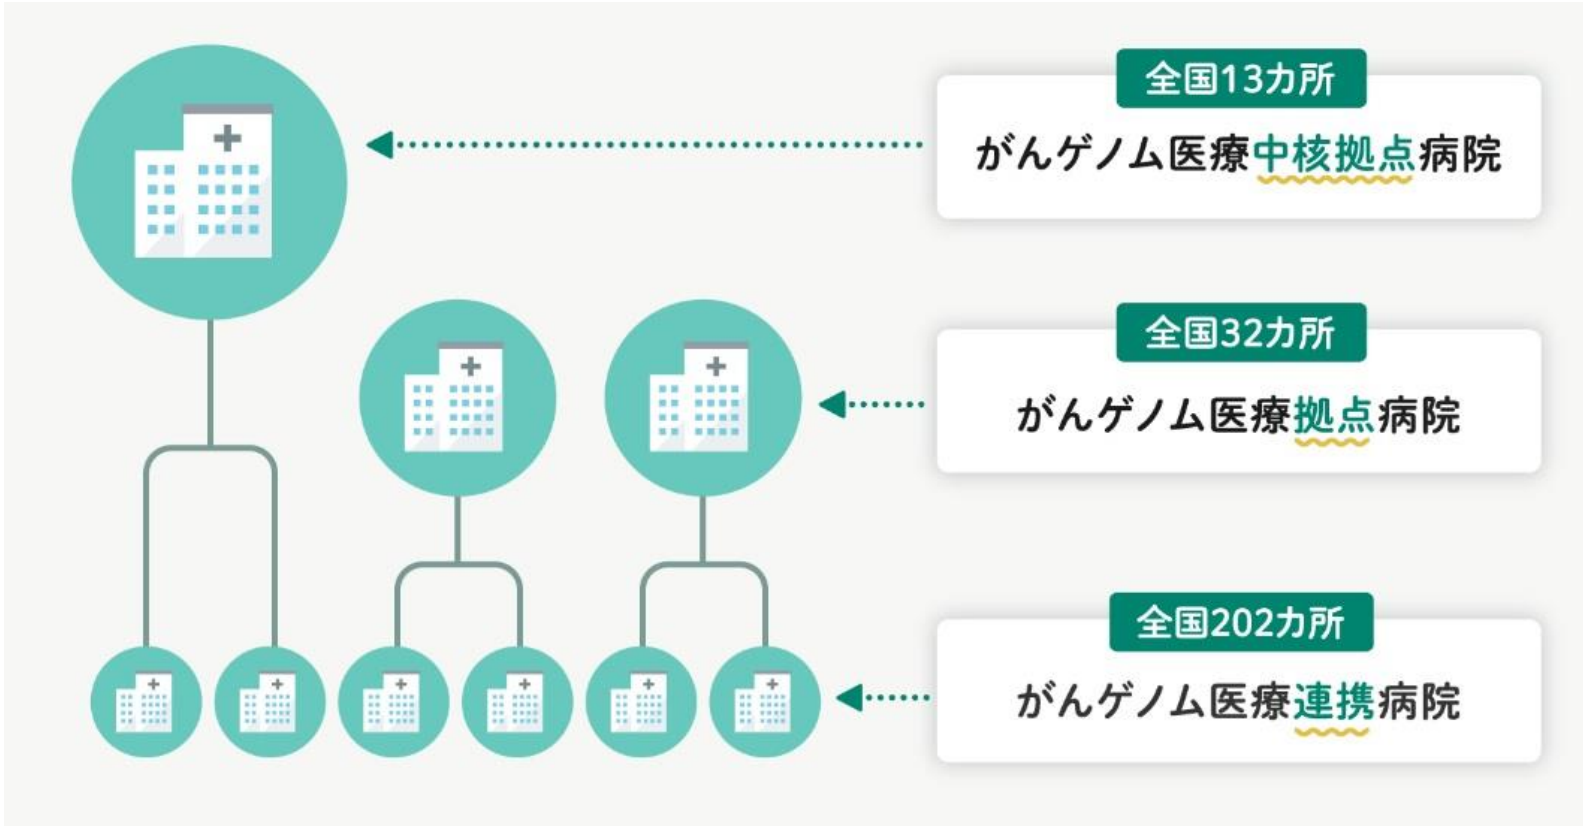 全国13カ所
がんゲノム医療中核拠点病院
全国32カ所
がんゲノム医療拠点病院
全国202カ所
がんゲノム医療連携病院